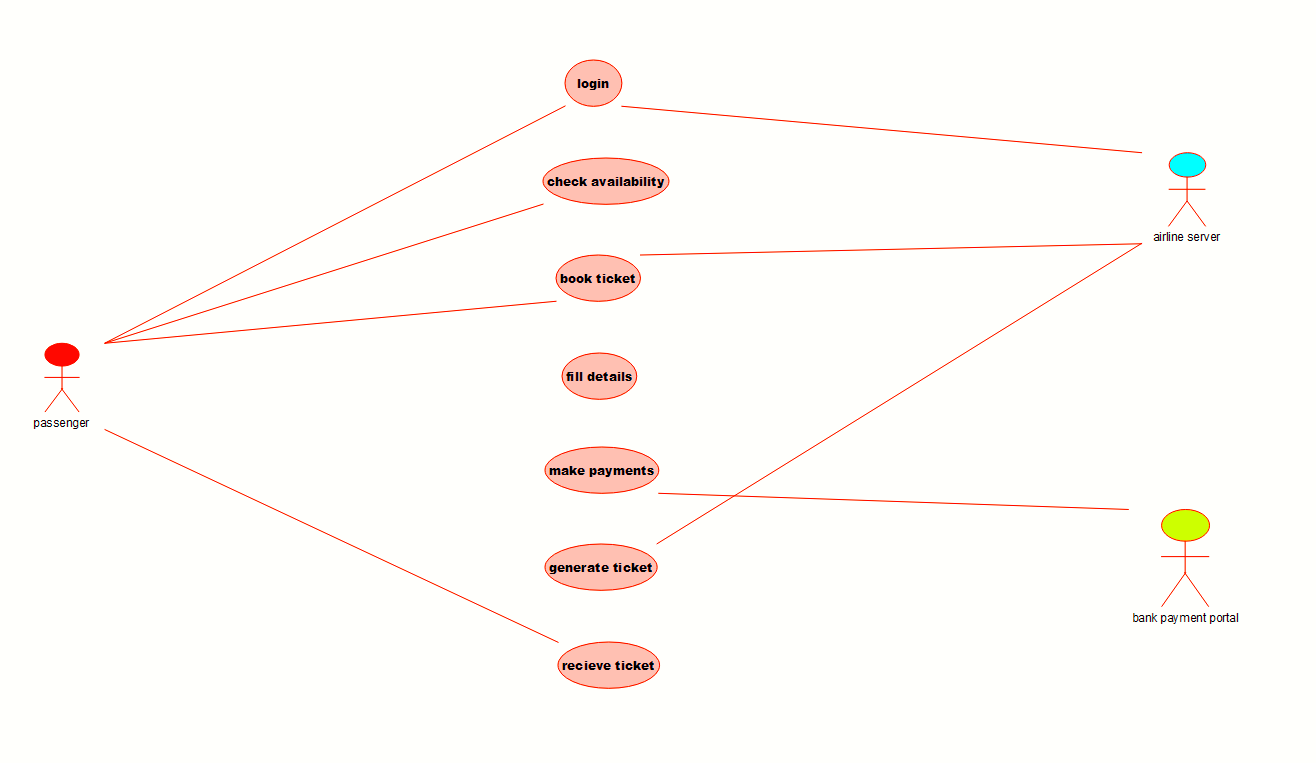 login
check availability
airline server
book ticket
fill details
passenger
make payments
generate ticket
bank payment portal
recieve ticket